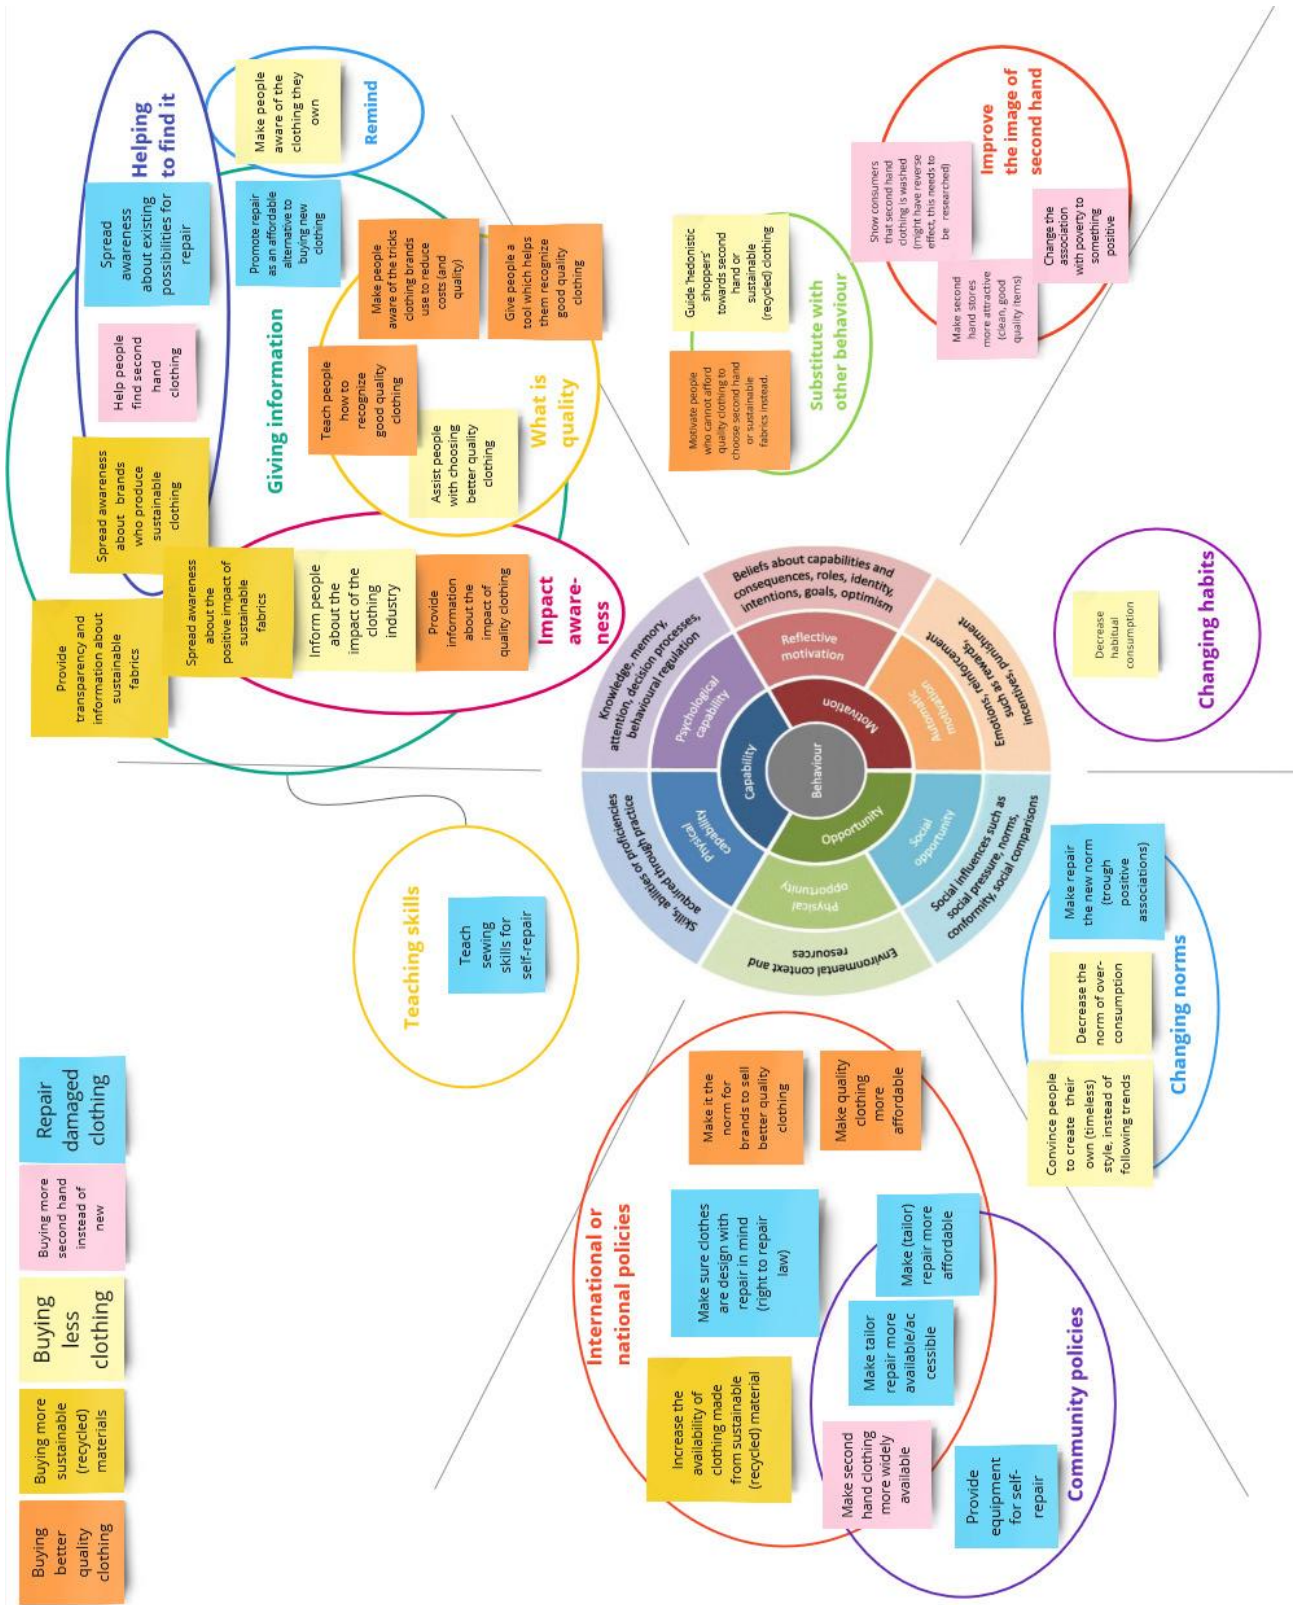 Buying
better
quality
clothing
Buying more
sustainable
(recycled)
materials
Buying
less
clothing
Buying more
second hand
instead of
new
Repair
damaged
clothing
Teaching skills
Teach
sewing
skills for
self-repair
Provide
transparency and
information about
sustainable
fabrics
Spread awareness
about brands
who produce
sustainable
clothing
Help people
find second
hand
clothing
Spread
awareness
about existing
possibilities for
repair
Helping
to find it
Make people
aware of the
clothing they
own
Remind
Promote repair
as an affordable
alternative to
buying new
clothing
Giving information
Spread awareness
about the
positive impact of
sustainable
fabrics
Inform people
about the
impact of the
clothing
industry
Provide
information about the
impact of
quality clothing
Impact
aware-
ness
Teach people
how to
recognize
good quality
clothing
Make people
aware of the tricks
clothing brands
use to reduce
costs (and
quality)
Assist people
with choosing
better quality
clothing
Give people a
tool which helps
them recognize
good quality
clothing
What is
quality
International or
national policies
Increase the
availability of
clothing made
from sustainable
(recycled) material
Make sure clothes
are design with
repair in mind
(right to repair
law)
Make it the
norm for
brands to sell
better quality
clothing
Make quality
clothing
more
affordable
Make second
hand clothing
more widely
available
Make tailor
repair more
available/ac
cessible
Make (tailor)
repair more
affordable
Provide
equipment
for self-
repair
Community policies
Behaviour
Capability
Motivation
Opportunity
Physical
capability
Psychological
capability
Reflective
motivation
Automatic
motivation
Social
opportunity
Physical
opportunity
Skills, abilities or proficiencies
acquired through practice
Knowledge, memory,
attention, decision processes,
behavioural regulation
Beliefs about capabilities and
consequences, roles, identity,
intentions, goals, optimism
Emotions, reinforcement
such as rewards,
incentives, punishment
Social influences such as
social pressure, norms,
conformity, social comparisons
Environmental context and
resources
Motivate people
who cannot afford
quality clothing to
choose second hand
or sustainable
fabrics instead.
Guide 'hedonistic
shoppers'
towards second
hand or
sustainable
(recycled) clothing
Substitute with
other behaviour
Show consumers
that second hand
clothing is washed
(might have reverse
effect, this needs to
be researched)
Make second
hand stores
more attractive
(clean, good
quality items)
Change the
association
with poverty to
something
positive
Improve
the image of
second hand
Convince people
to create their
own (timeless)
style, instead of
following trends
Decrease the
norm of over-
consumption
Make repair
the new norm
(trough
positive
associations)
Changing norms
Decrease
habitual
consumption
Changing habits